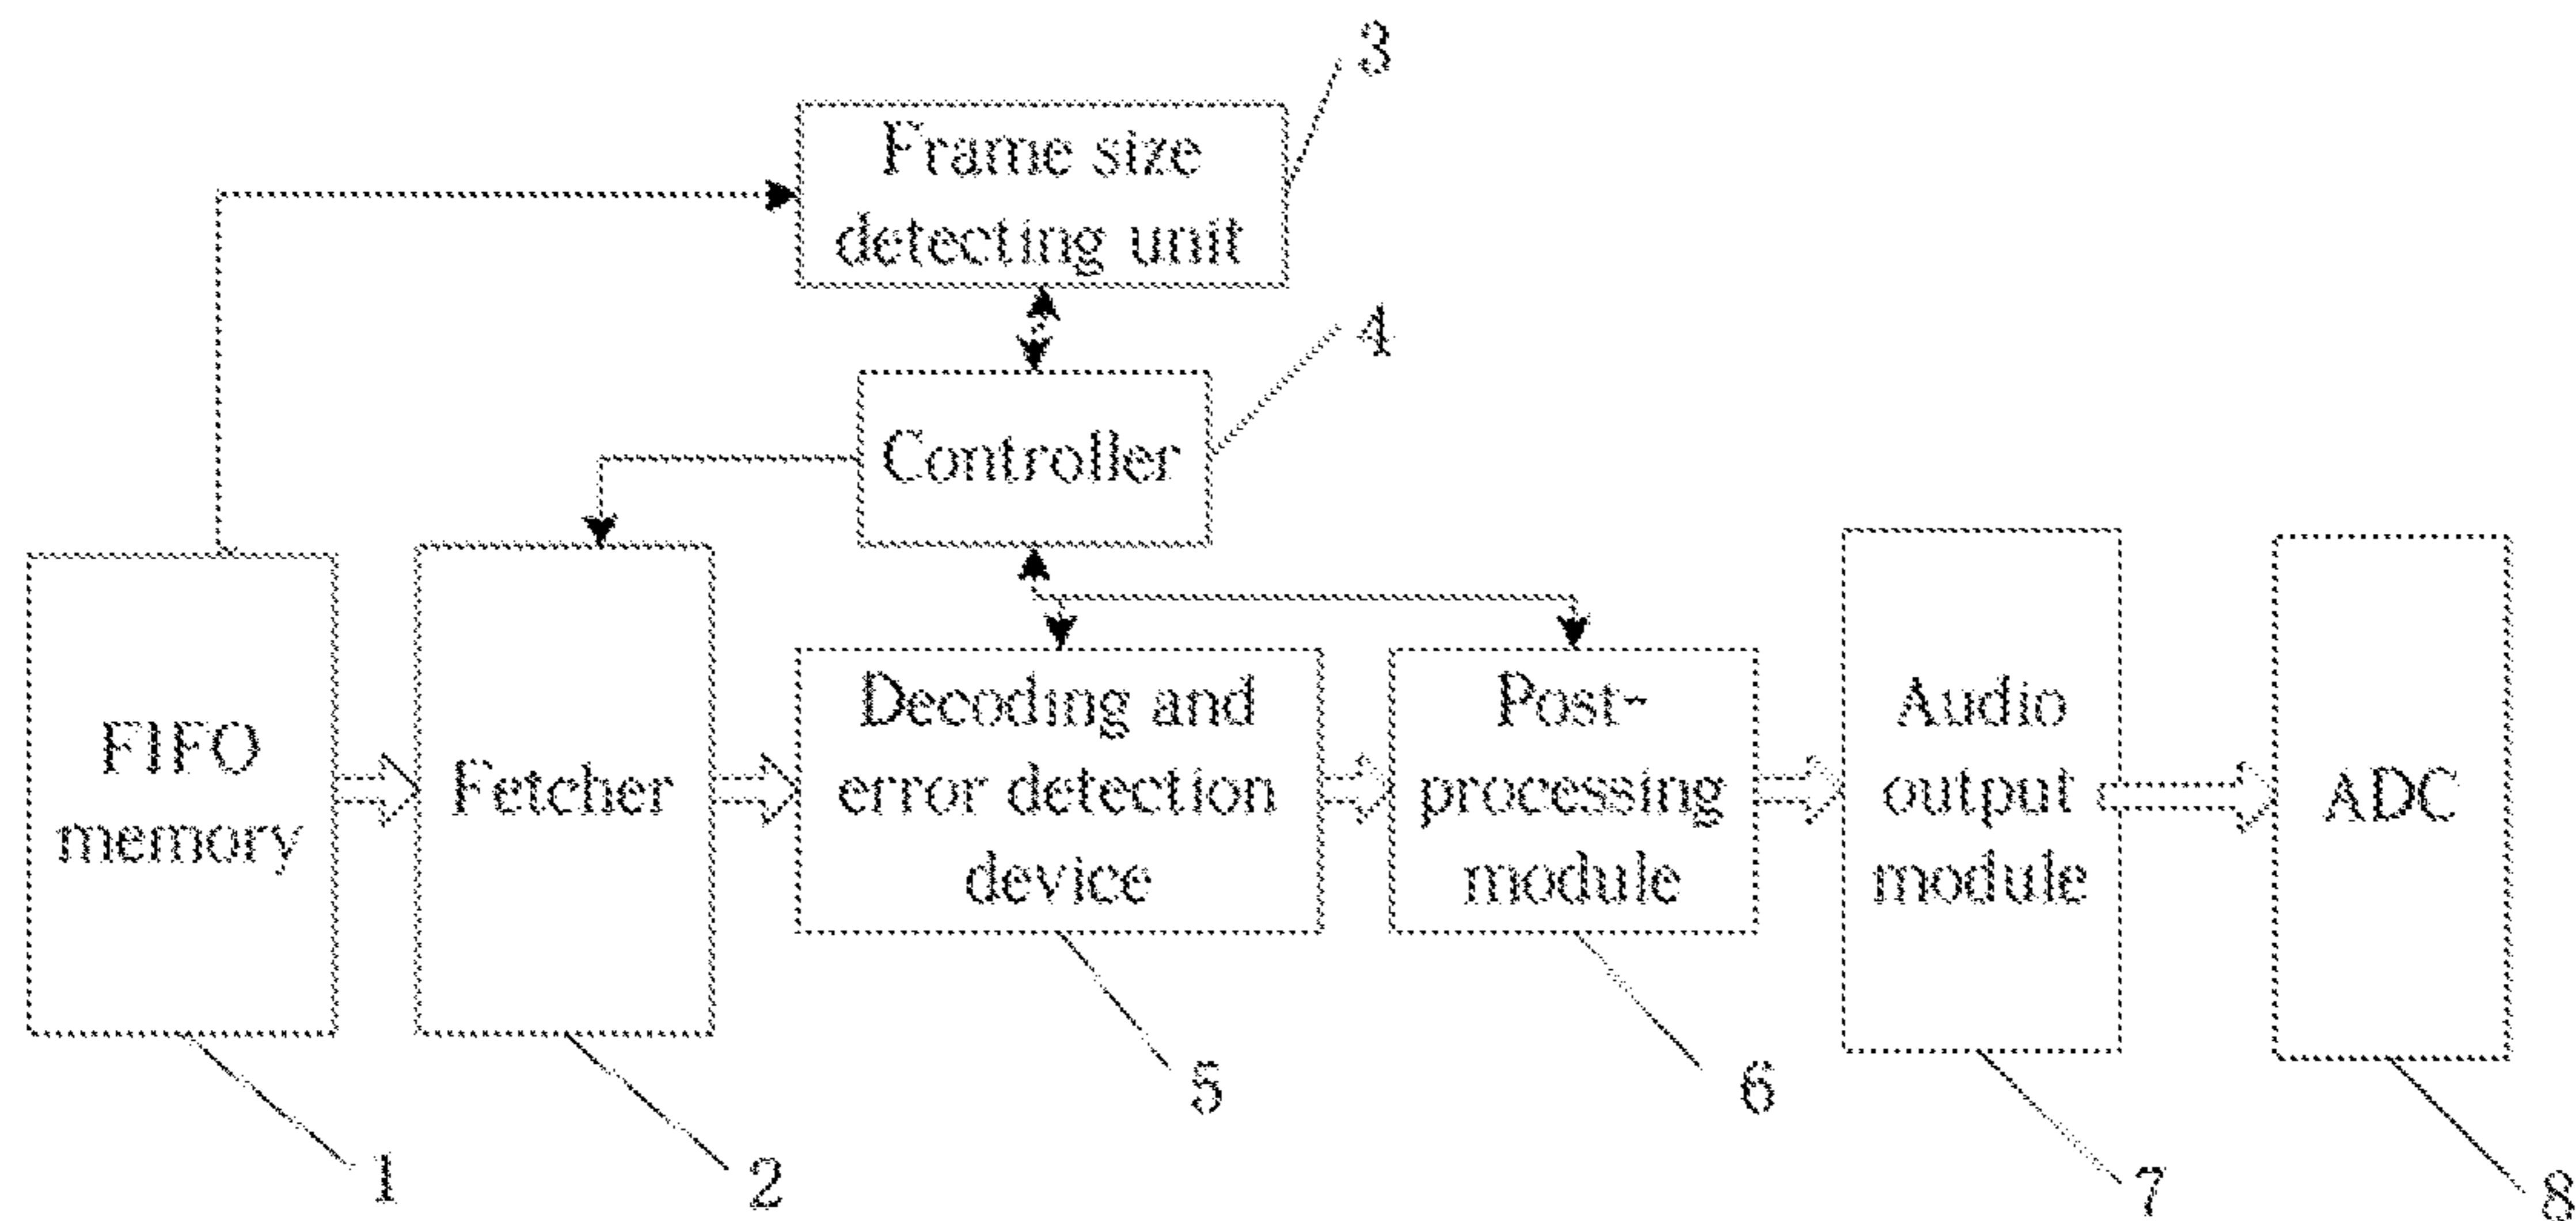 3
Frame size
detecting unit
4
Controller
FIFO
memory
Fetcher
Decoding and
error detection
device
Post-
processing
module
Audio
output
module
ADC
5
6
1
2
7
8